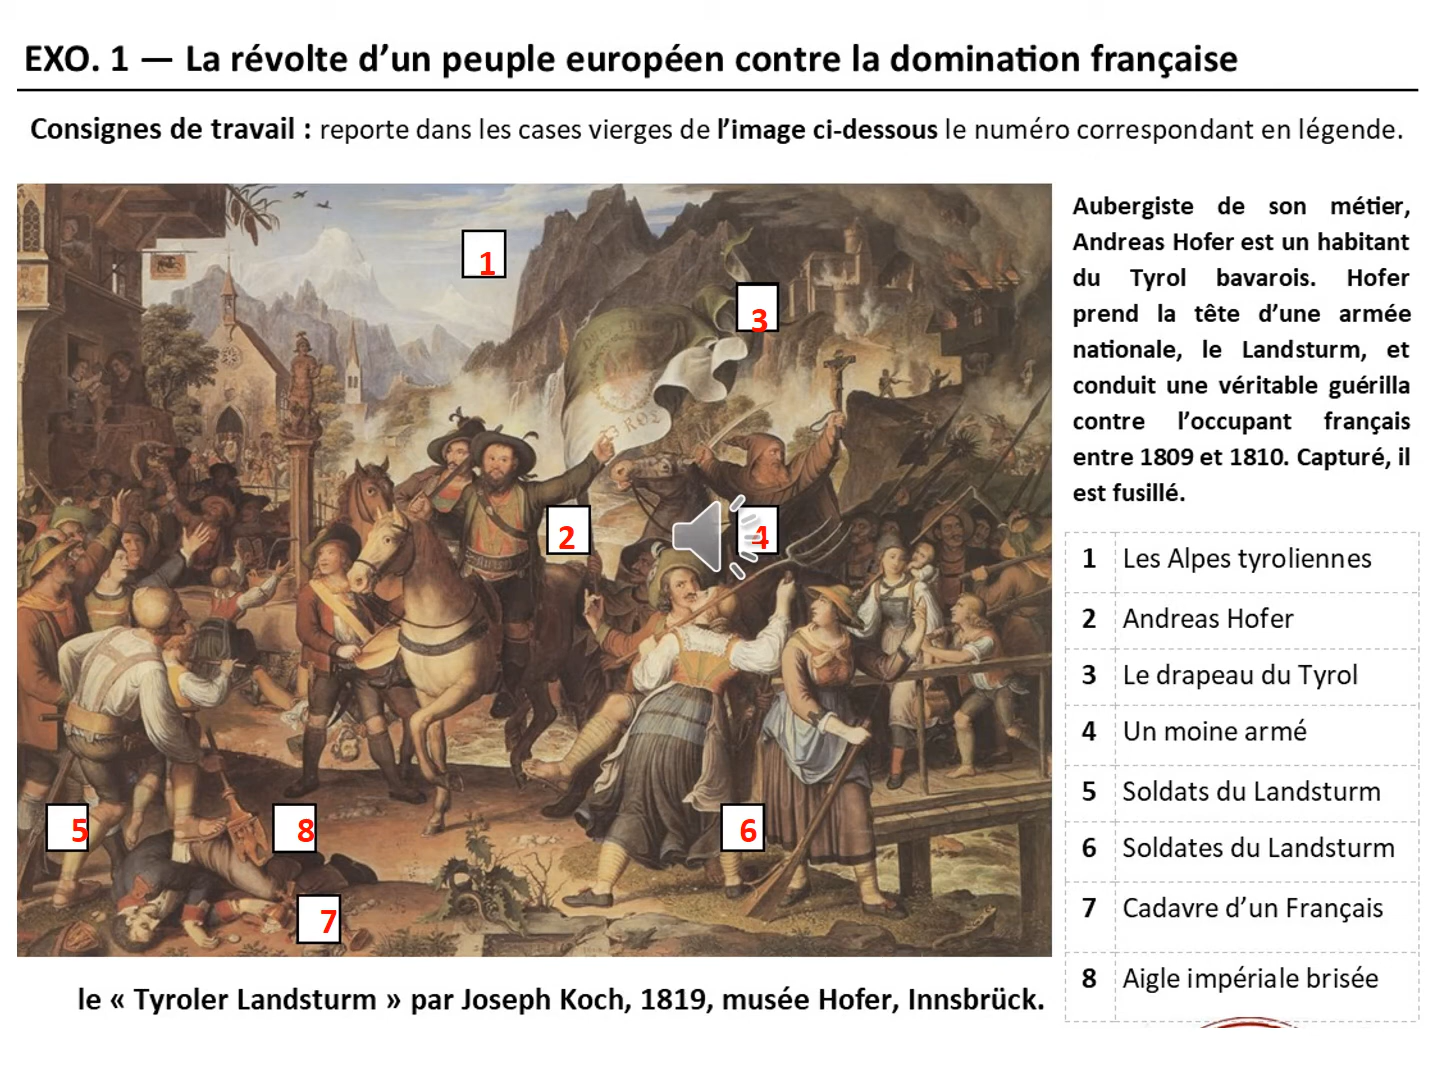 EXO. 1 — La révolte d’un peuple européen contre la domination française
Consignes de travail : reporte dans les cases vierges de l’image ci-dessous le numéro correspondant en légende.
1
3
2
4
5
8
6
7
le « Tyroler Landsturm » par Joseph Koch, 1819, musée Hofer, Innsbrück.
Aubergiste de son métier,
Andreas Hofer est un habitant
du Tyrol bavarois. Hofer
prend la tête d’une armée
nationale, le Landsturm, et
conduit une véritable guérilla
contre l’occupant français
entre 1809 et 1810. Capturé, il
est fusillé.
1 Les Alpes tyroliennes
2 Andreas Hofer
3 Le drapeau du Tyrol
4 Un moine armé
5 Soldats du Landsturm
6 Soldates du Landsturm
7 Cadavre d’un Français
8 Aigle impériale brisée